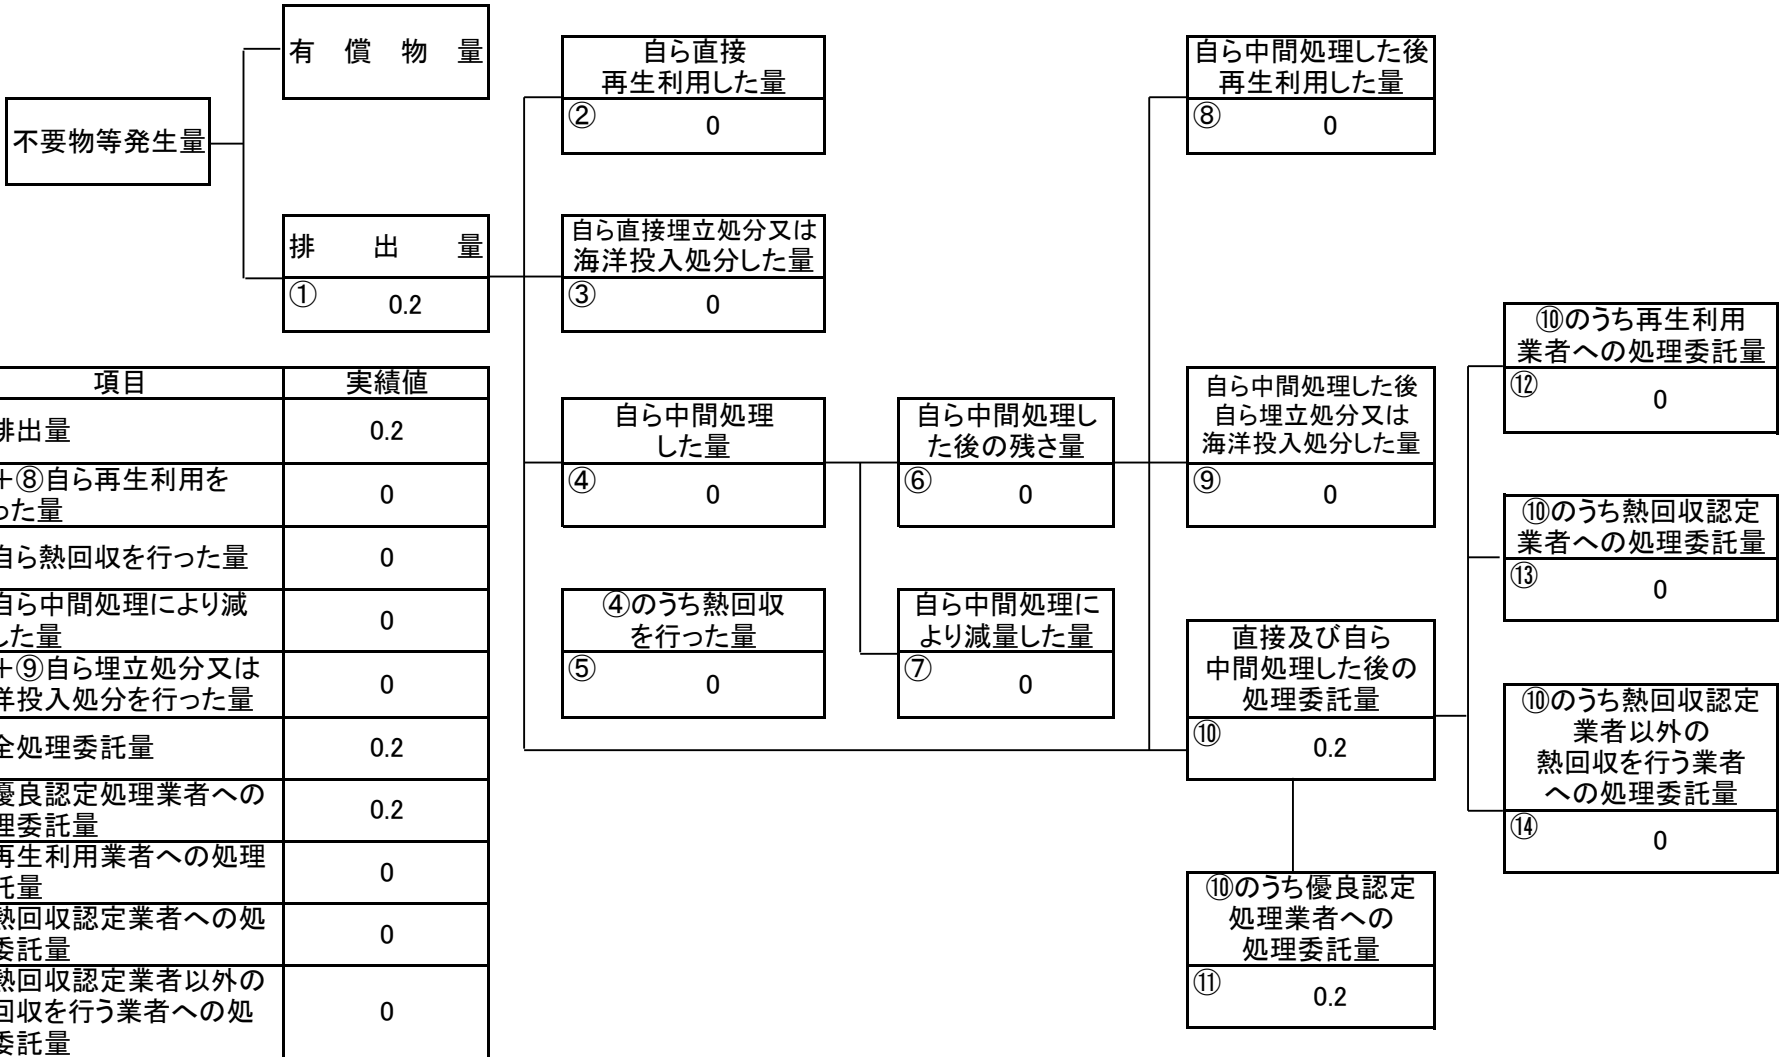 有償物量
不要物等発生量
排出量
①
0.2
自ら直接
再生利用した量
②
0
自ら直接埋立処分又は
海洋投入処分した量
③
0
自ら中間処理
した量
④
0
④のうち熱回収
を行った量
⑤
0
自ら中間処理し
た後の残さ量
⑥
0
自ら中間処理に
より減量した量
⑦
0
自ら中間処理した後
再生利用した量
⑧
0
自ら中間処理した後
自ら埋立処分又は
海洋投入処分した量
⑨
0
直接及び自ら
中間処理した後の
処理委託量
⑩
0.2
⑩のうち優良認定
処理業者への
処理委託量
⑪
0.2
⑩のうち再生利用
業者への処理委託量
⑫
0
⑩のうち熱回収認定
業者への処理委託量
⑬
0
⑩のうち熱回収認定
業者以外の
熱回収を行う業者
への処理委託量
⑭
0
項目 実績値
排出量 0.2
+⑧自ら再生利用を
った量 0
自ら熱回収を行った量 0
自ら中間処理により減
した量 0
+⑨自ら埋立処分又は
洋投入処分を行った量 0
全処理委託量 0.2
優良認定処理業者への
理委託量 0.2
再生利用業者への処理
託量 0
熱回収認定業者への処
委託量 0
熱回収認定業者以外の
回収を行う業者への処
委託量 0